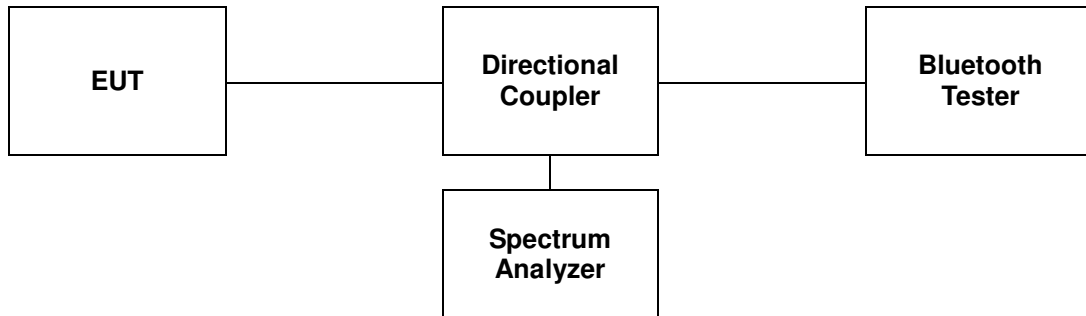 EUT
Directional
Coupler
Bluetooth
Tester
Spectrum
Analyzer